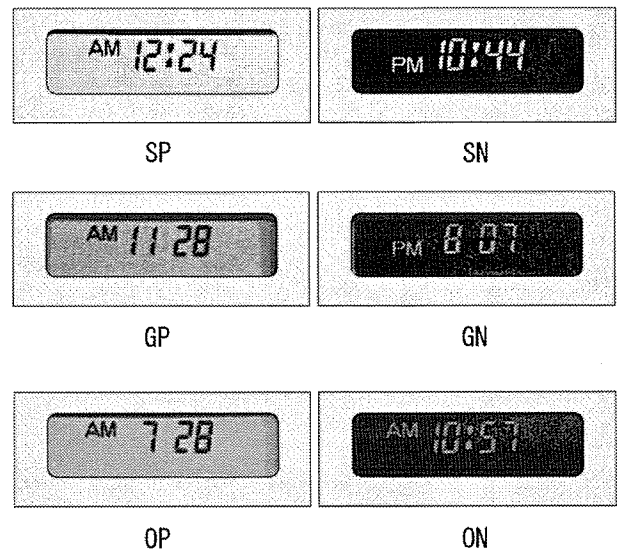 AM 12:24 PM 10:44
SP SN
AM 11 28 PM 8 07
GP GN
AM 7 28 AM 10:57
OP ON